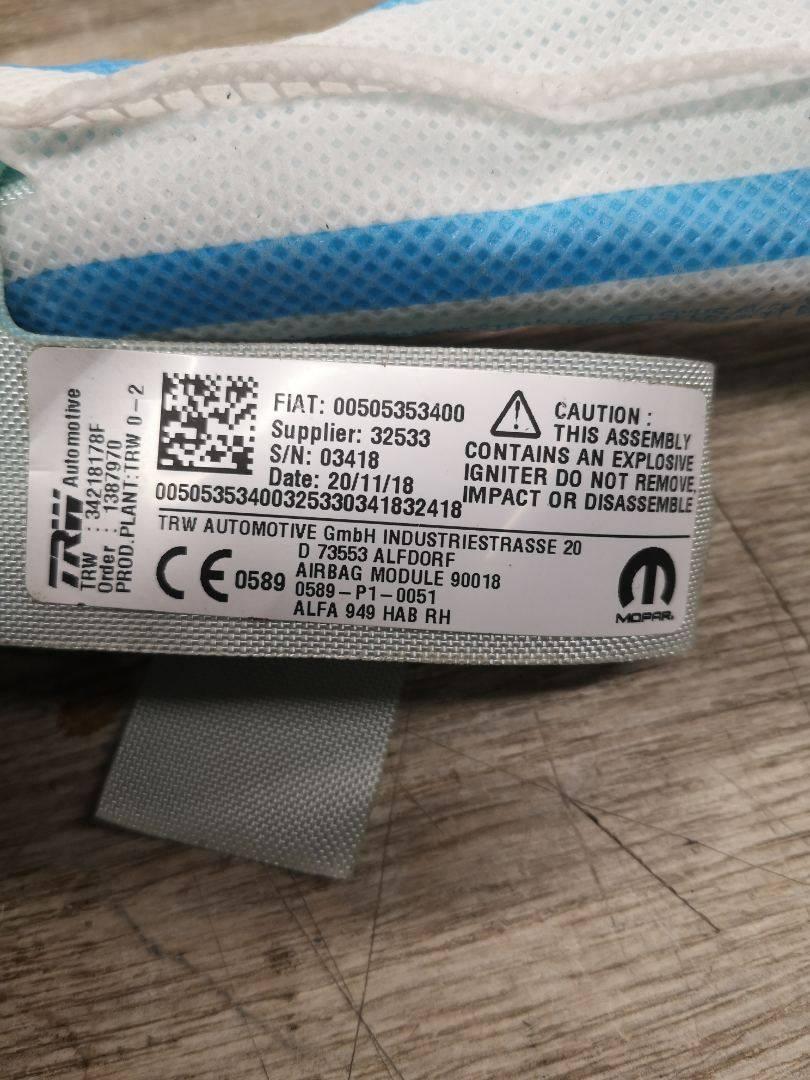 TRW Automotive
TRW : 34218178F
Order : 1387970
PROD.PLANT:TRW 0-2
FIAT: 00505353400
Supplier: 32533
S/N: 03418
Date: 20/11/18
00505353400325330341832418
CAUTION :
THIS ASSEMBLY
CONTAINS AN EXPLOSIVE
IGNITER DO NOT REMOVE,
IMPACT OR DISASSEMBLE
TRW AUTOMOTIVE GmbH INDUSTRIESTRASSE 20
D 73553 ALFDORF
CE 0589
AIRBAG MODULE 90018
0589-P1-0051
ALFA 949 HAB RH
MOPAR